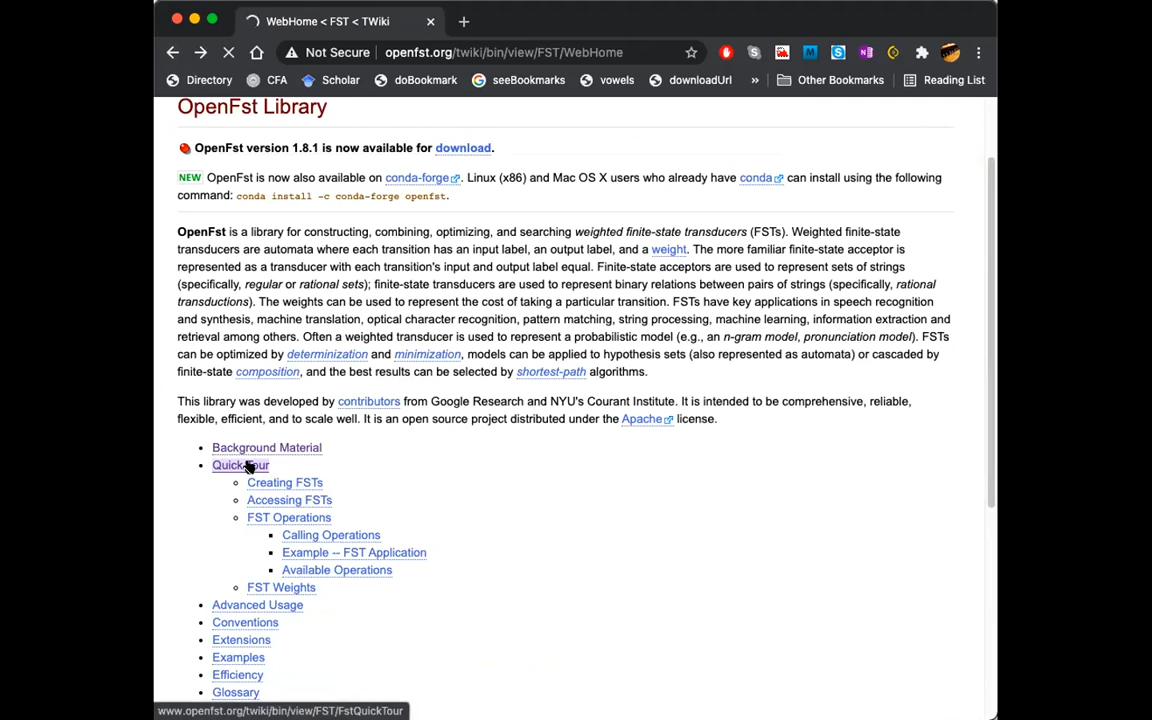 WebHome < FST < TWiki
Not Secure openfst.org/twiki/bin/view/FST/WebHome
Directory CFA Scholar doBookmark seeBookmarks vowels downloadUrl » Other Bookmarks Reading List
OpenFst Library
OpenFst version 1.8.1 is now available for download.
NEW OpenFst is now also available on conda-forge. Linux (x86) and Mac OS X users who already have conda can install using the following
command: conda install -c conda-forge openfst.
OpenFst is a library for constructing, combining, optimizing, and searching weighted finite-state transducers (FSTs). Weighted finite-state
transducers are automata where each transition has an input label, an output label, and a weight. The more familiar finite-state acceptor is
represented as a transducer with each transition's input and output label equal. Finite-state acceptors are used to represent sets of strings
(specifically, regular or rational sets); finite-state transducers are used to represent binary relations between pairs of strings (specifically, rational
transductions). The weights can be used to represent the cost of taking a particular transition. FSTs have key applications in speech recognition
and synthesis, machine translation, optical character recognition, pattern matching, string processing, machine learning, information extraction and
retrieval among others. Often a weighted transducer is used to represent a probabilistic model (e.g., an n-gram model, pronunciation model). FSTs
can be optimized by determinization and minimization, models can be applied to hypothesis sets (also represented as automata) or cascaded by
finite-state composition, and the best results can be selected by shortest-path algorithms.
This library was developed by contributors from Google Research and NYU's Courant Institute. It is intended to be comprehensive, reliable,
flexible, efficient, and to scale well. It is an open source project distributed under the Apache license.
Background Material
Quick Tour
Creating FSTs
Accessing FSTs
FST Operations
Calling Operations
Example -- FST Application
Available Operations
FST Weights
Advanced Usage
Conventions
Extensions
Examples
Efficiency
Glossary
www.openfst.org/twiki/bin/view/FST/FstQuickTour